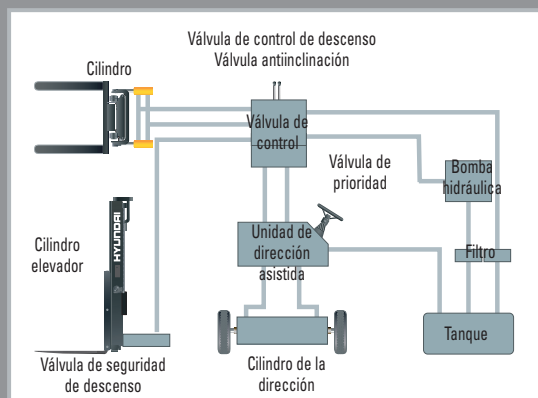 Válvula de control de descenso
Válvula antiinclinación
Cilindro
Válvula de
control
Válvula de
prioridad
Bomba
hidráulica
Cilindro
elevador
HYUNDAI
Unidad de
dirección
asistida
Filtro
Tanque
Válvula de seguridad
de descenso
Cilindro de la
dirección